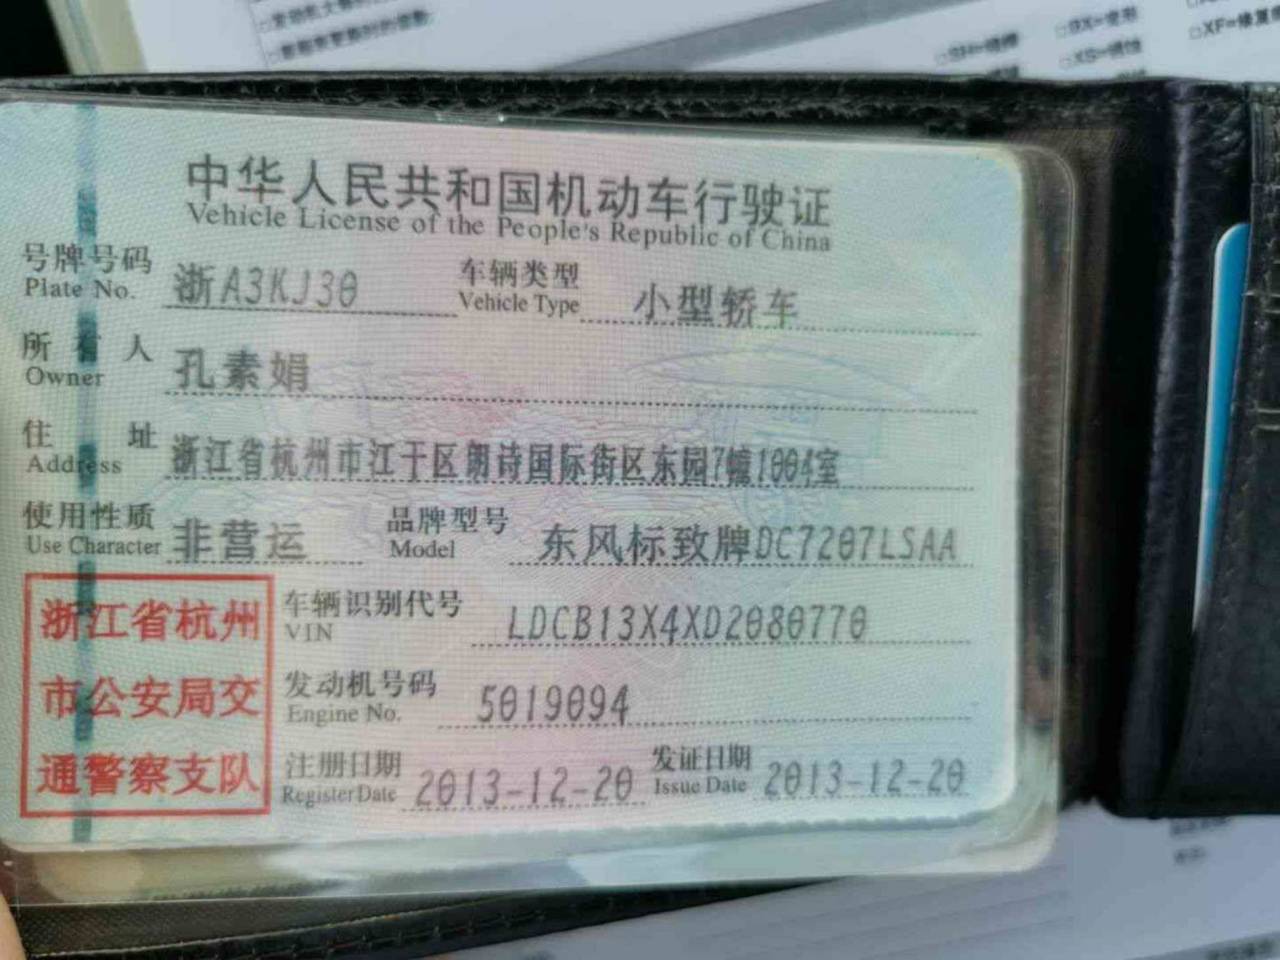 XF=修复
中华人民共和国机动车行驶证
Vehicle License of the People's Republic of China
号牌号码 浙A3KJ30 车辆类型 小型轿车
Plate No. Vehicle Type
所有人 孔素娟
Owner
住址 浙江省杭州市江干区朗诗国际街区东园7幢1004室
Address
使用性质 非营运 品牌型号 东风标致牌DC7207LSAA
Use Character Model
浙江省杭州
市公安局交
通警察支队
车辆识别代号 LDCB13X4XD2080770
VIN
发动机号码 5019094
Engine No.
注册日期 2013-12-20 发证日期 2013-12-20
Register Date Issue Date